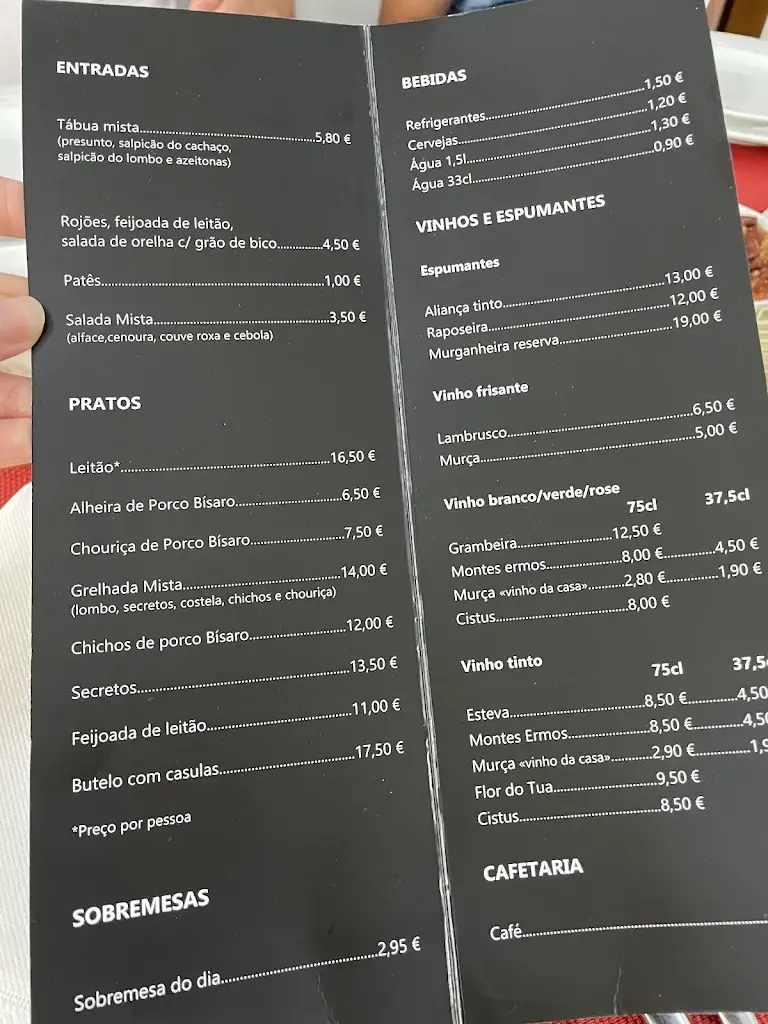 ENTRADAS
Tábua mista.....5,80 €
(presunto, salpicão do cachaço,
salpicão do lombo e azeitonas)
Rojões, feijoada de leitão,
salada de orelha c/ grão de bico.....4,50 €
Patês.....1,00 €
Salada Mista.....3,50 €
(alface,cenoura, couve roxa e cebola)
PRATOS
Leitão*.....16,50 €
Alheira de Porco Bísaro.....6,50 €
Chouriça de Porco Bísaro.....7,50 €
Grelhada Mista.....14,00 €
(lombo, secretos, costela, chichos e chouriça)
Chichos de porco Bísaro.....12,00 €
Secretos.....13,50 €
Feijoada de leitão.....11,00 €
Butelo com casulas.....17,50 €
*Preço por pessoa
SOBREMESAS
Sobremesa do dia.....2,95 €
BEBIDAS
Refrigerantes.....1,50 €
Cervejas.....1,20 €
Água 1,5l.....1,30 €
Água 33cl.....0,90 €
VINHOS E ESPUMANTES
Espumantes
Aliança tinto.....13,00 €
Raposeira.....12,00 €
Murganheira reserva.....19,00 €
Vinho frisante
Lambrusco.....6,50 €
Murça.....5,00 €
Vinho branco/verde/rose
75cl 37,5cl
Grambeira.....12,50 €
Montes ermos.....8,00 €.....4,50 €
Murça «vinho da casa».....2,80 €.....1,90 €
Cistus.....8,00 €
Vinho tinto
75cl 37,5
Esteva.....8,50 €.....4,50
Montes Ermos.....8,50 €.....4,50
Murça «vinho da casa».....2,90 €.....1,9
Flor do Tua.....9,50 €
Cistus.....8,50 €
CAFETARIA
Café.....